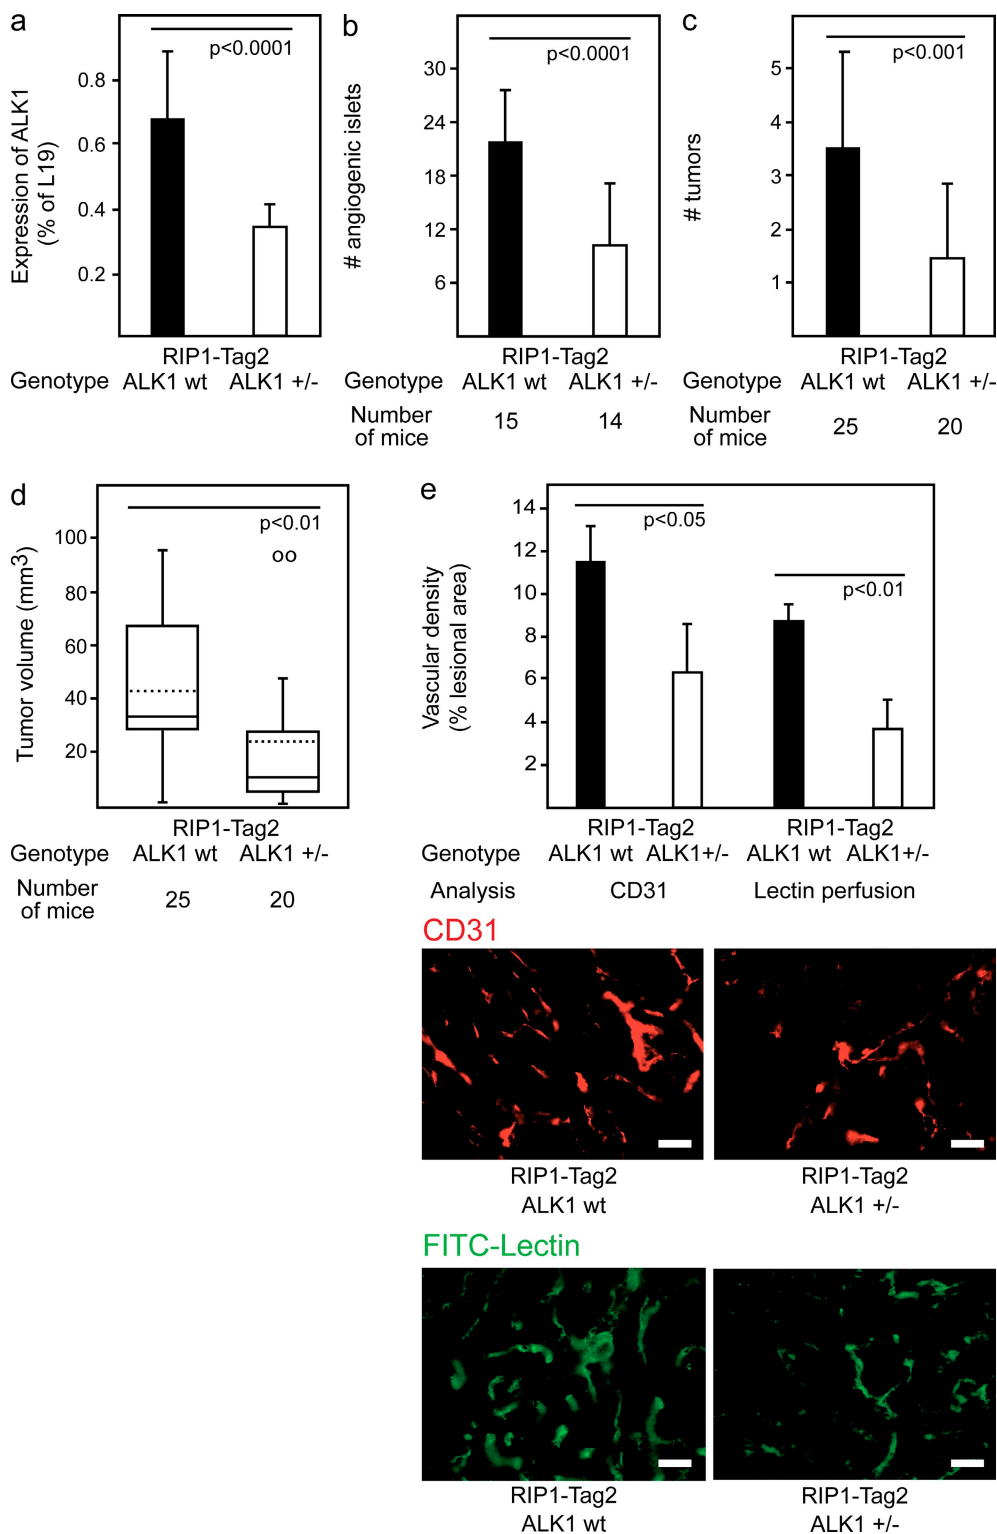 a
p<0.0001
Expression of ALK1
(% of L19)
0.8
0.6
0.4
0.2
RIP1-Tag2
Genotype ALK1 wt ALK1 +/-
b
p<0.0001
# angiogenic islets
30
24
18
12
6
RIP1-Tag2
Genotype ALK1 wt ALK1 +/-
Number
of mice
15 14
c
p<0.001
# tumors
5
4
3
2
1
RIP1-Tag2
Genotype ALK1 wt ALK1 +/-
Number
of mice
25 20
d
p<0.01
oo
Tumor volume (mm3)
100
80
60
40
20
RIP1-Tag2
Genotype ALK1 wt ALK1 +/-
Number
of mice
25 20
e
p<0.05
p<0.01
Vascular density
(% lesional area)
14
12
10
8
6
4
2
RIP1-Tag2 RIP1-Tag2
Genotype ALK1 wt ALK1+/- ALK1 wt ALK1+/-
Analysis CD31 Lectin perfusion
CD31
RIP1-Tag2
ALK1 wt
RIP1-Tag2
ALK1 +/-
FITC-Lectin
RIP1-Tag2
ALK1 wt
RIP1-Tag2
ALK1 +/-